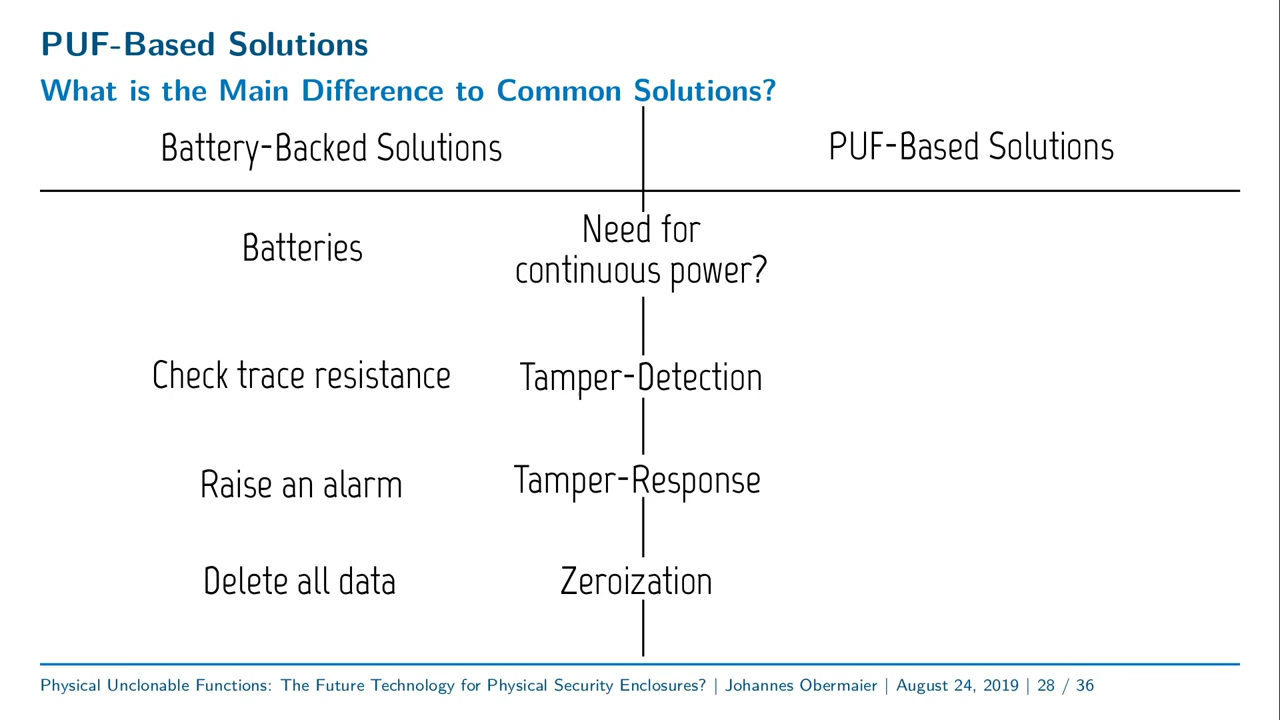 PUF-Based Solutions
What is the Main Difference to Common Solutions?
Battery-Backed Solutions
PUF-Based Solutions
Batteries
Need for
continuous power?
Check trace resistance
Tamper-Detection
Raise an alarm
Tamper-Response
Delete all data
Zeroization
Physical Unclonable Functions: The Future Technology for Physical Security Enclosures? | Johannes Obermaier | August 24, 2019 | 28 / 36